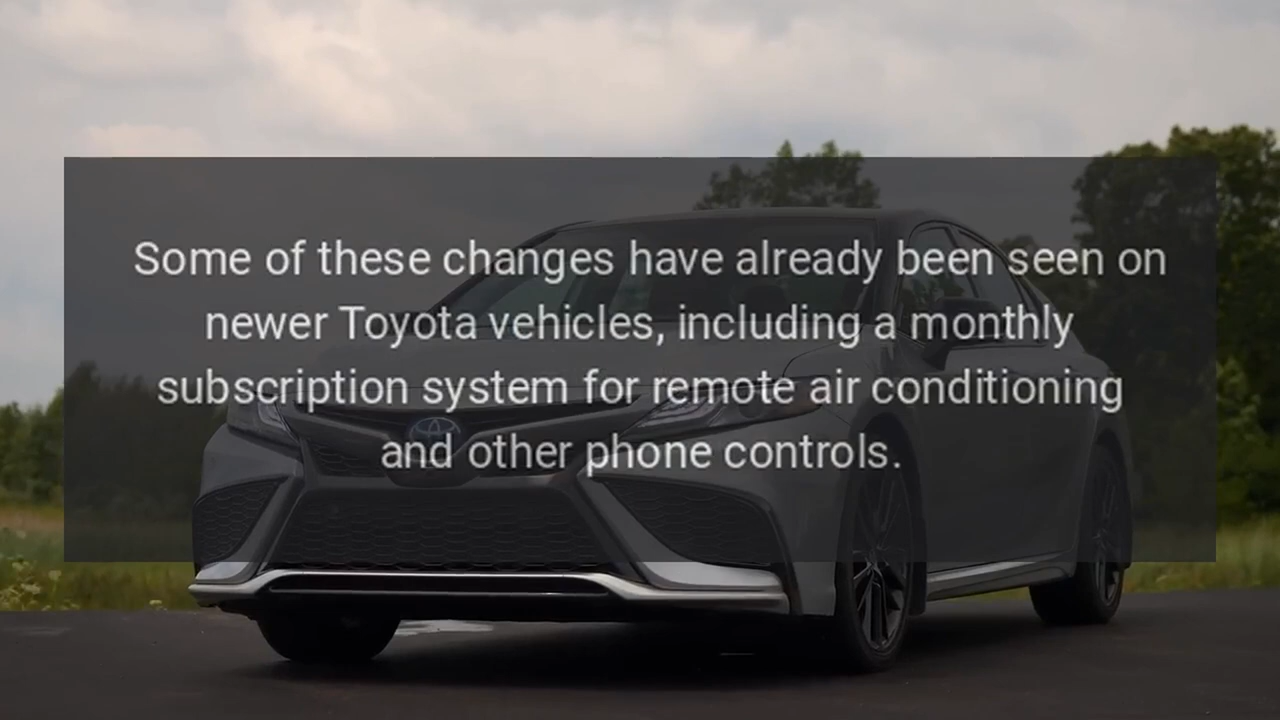 Some of these changes have already been seen on
newer Toyota vehicles, including a monthly
subscription system for remote air conditioning
and other phone controls.